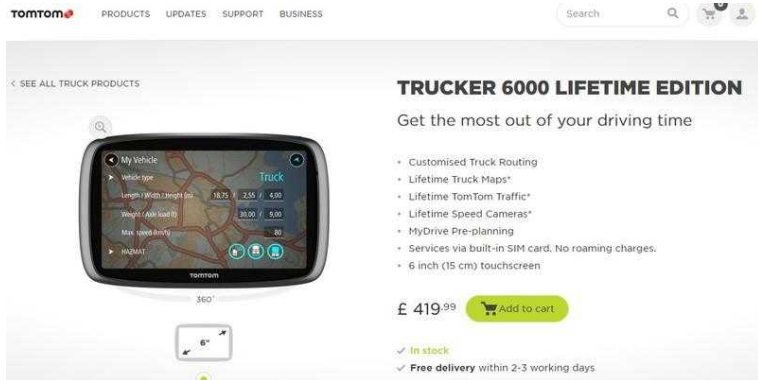 TOMTOM PRODUCTS UPDATES SUPPORT BUSINESS Search 0
< SEE ALL TRUCK PRODUCTS
TRUCKER 6000 LIFETIME EDITION
Get the most out of your driving time
My Vehicle
Vehicle type Truck
Length / Width / Height (m) 18,75 / 2,55 / 4,00
Weight / Axle load (t) 30,00 / 9,00
Max. speed (km/h) 80
HAZMAT
TOMTOM
360°
6"
• Customised Truck Routing
• Lifetime Truck Maps*
• Lifetime TomTom Traffic*
• Lifetime Speed Cameras*
• MyDrive Pre-planning
• Services via built-in SIM card. No roaming charges.
• 6 inch (15 cm) touchscreen
£ 419.99 Add to cart
✓ In stock
✓ Free delivery within 2-3 working days